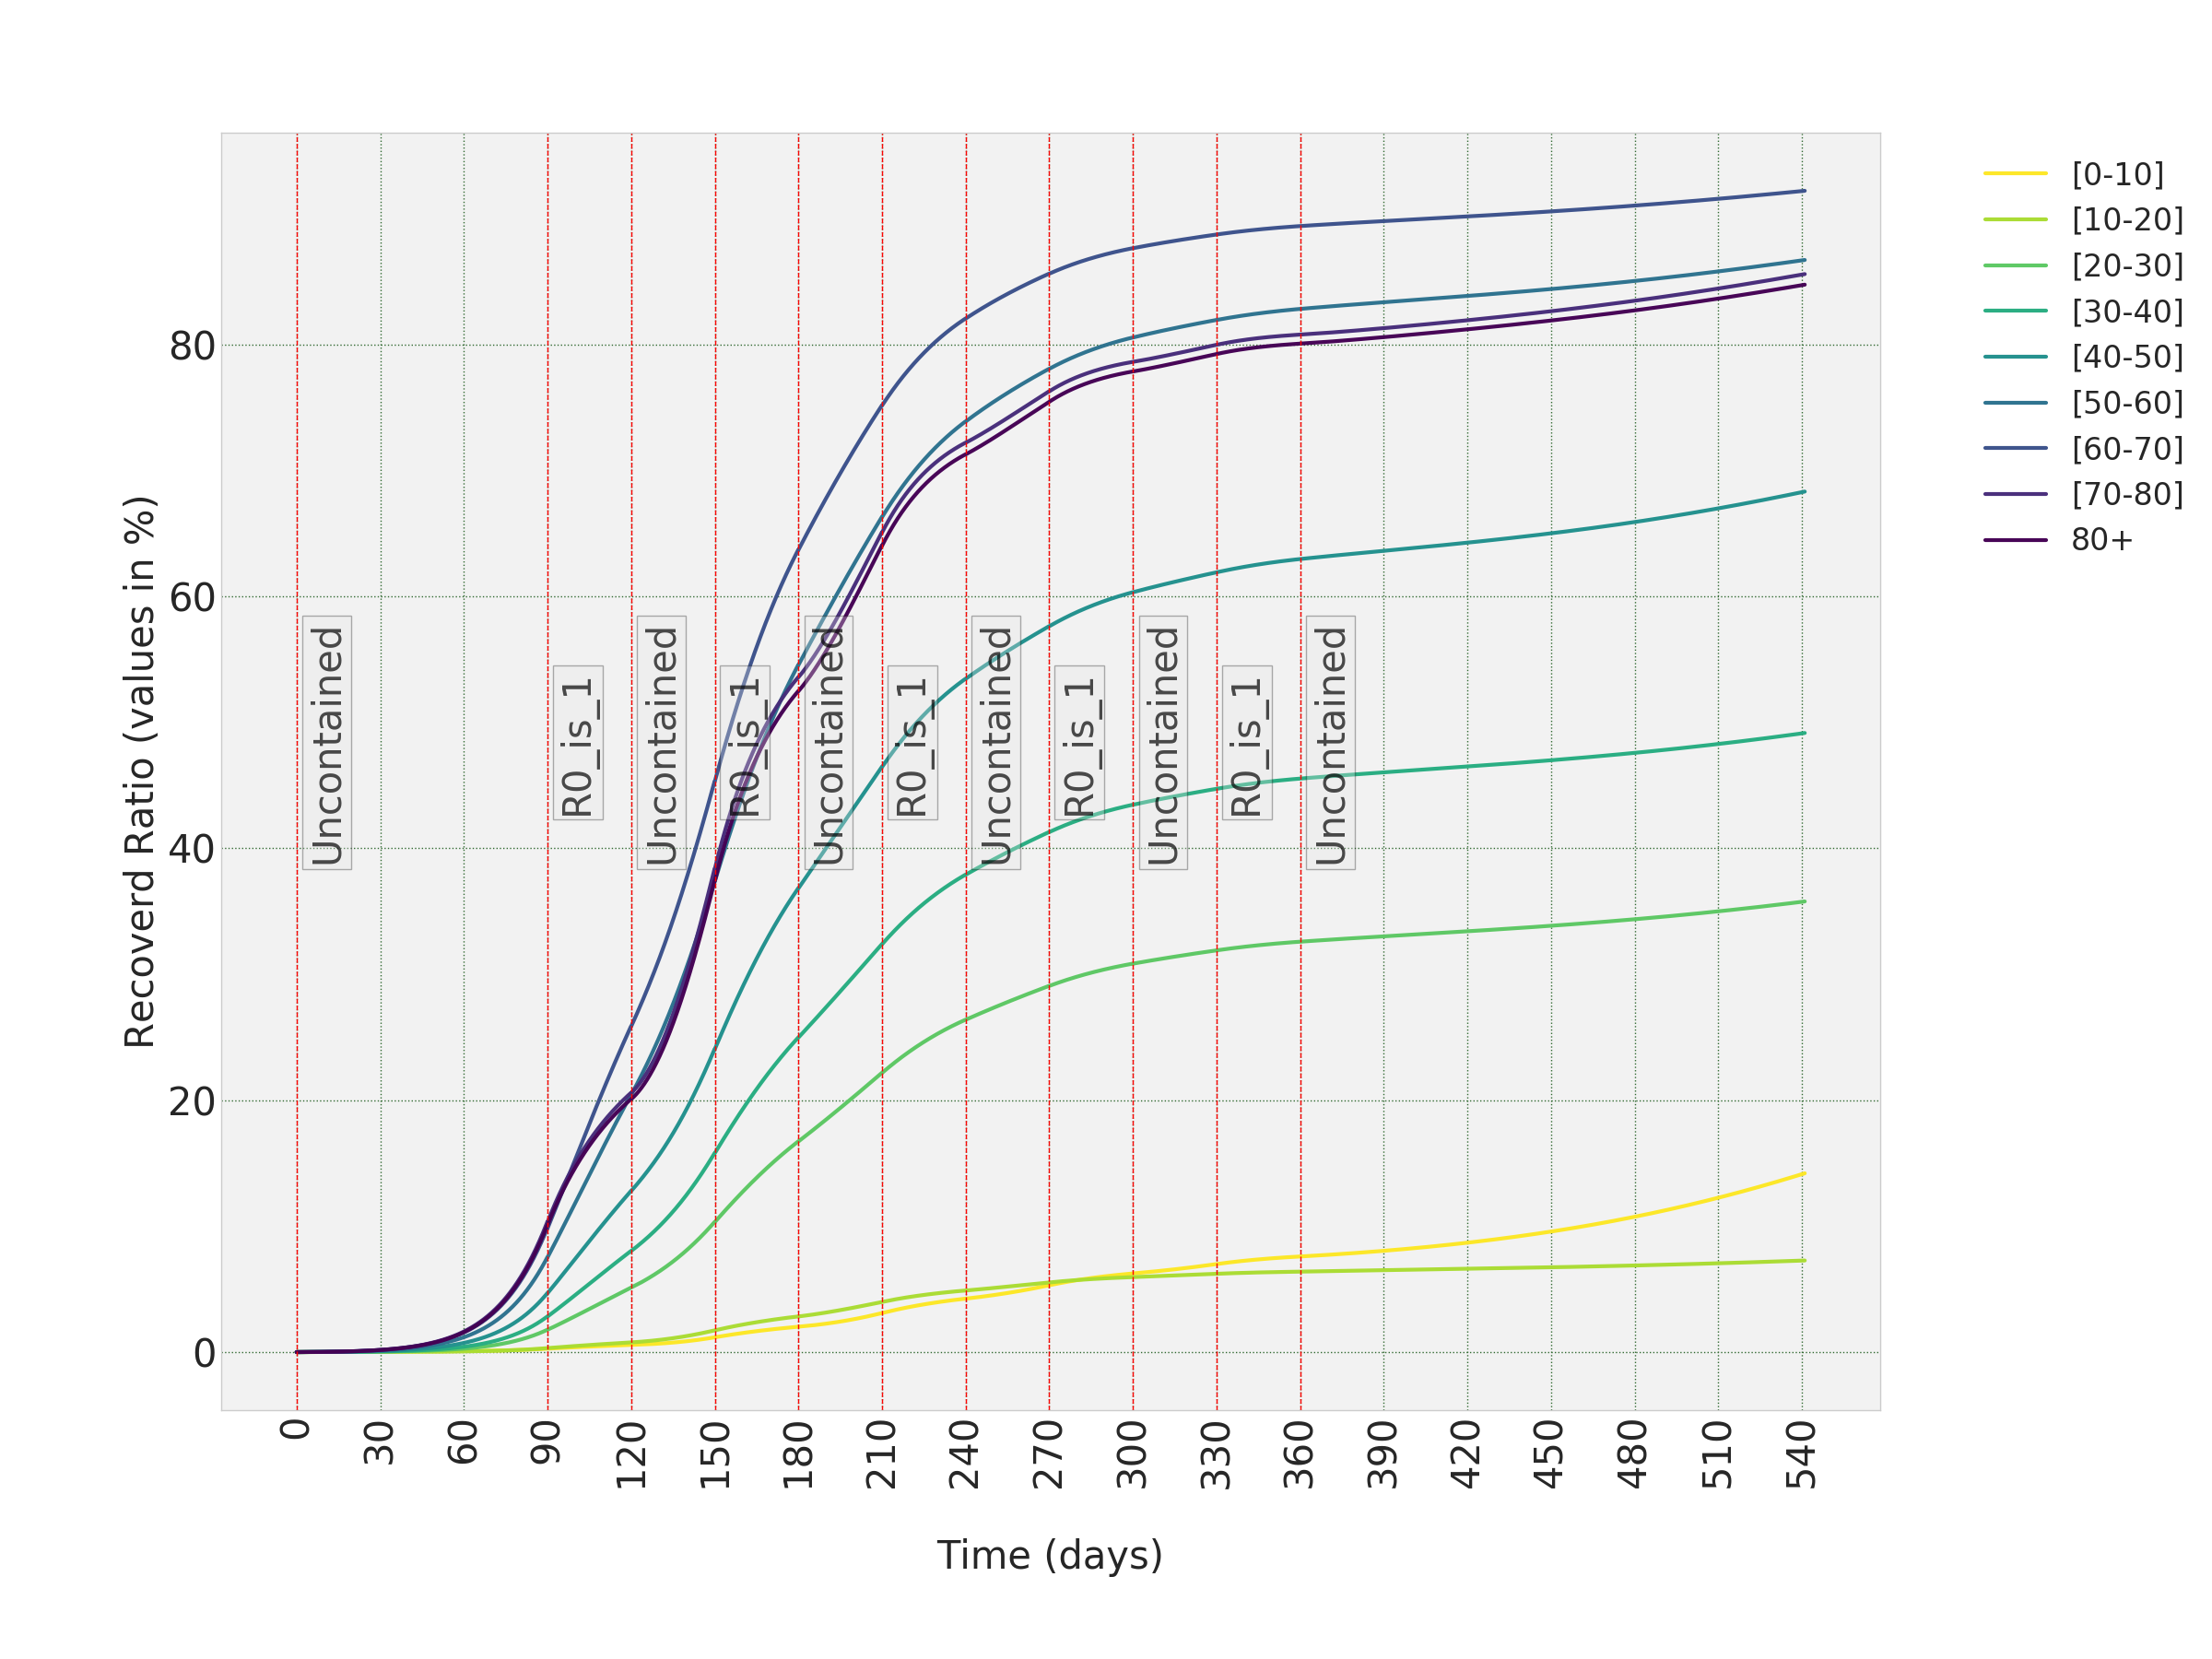 [0-10]
[10-20]
[20-30]
[30-40]
[40-50]
[50-60]
[60-70]
[70-80]
80+
Recoverd Ratio (values in %)
80
60
40
20
0
Uncontained
R0_is_1
Uncontained
R0_is_1
Uncontained
R0_is_1
Uncontained
R0_is_1
Uncontained
R0_is_1
Uncontained
0
30
60
90
120
150
180
210
240
270
300
330
360
390
420
450
480
510
540
Time (days)